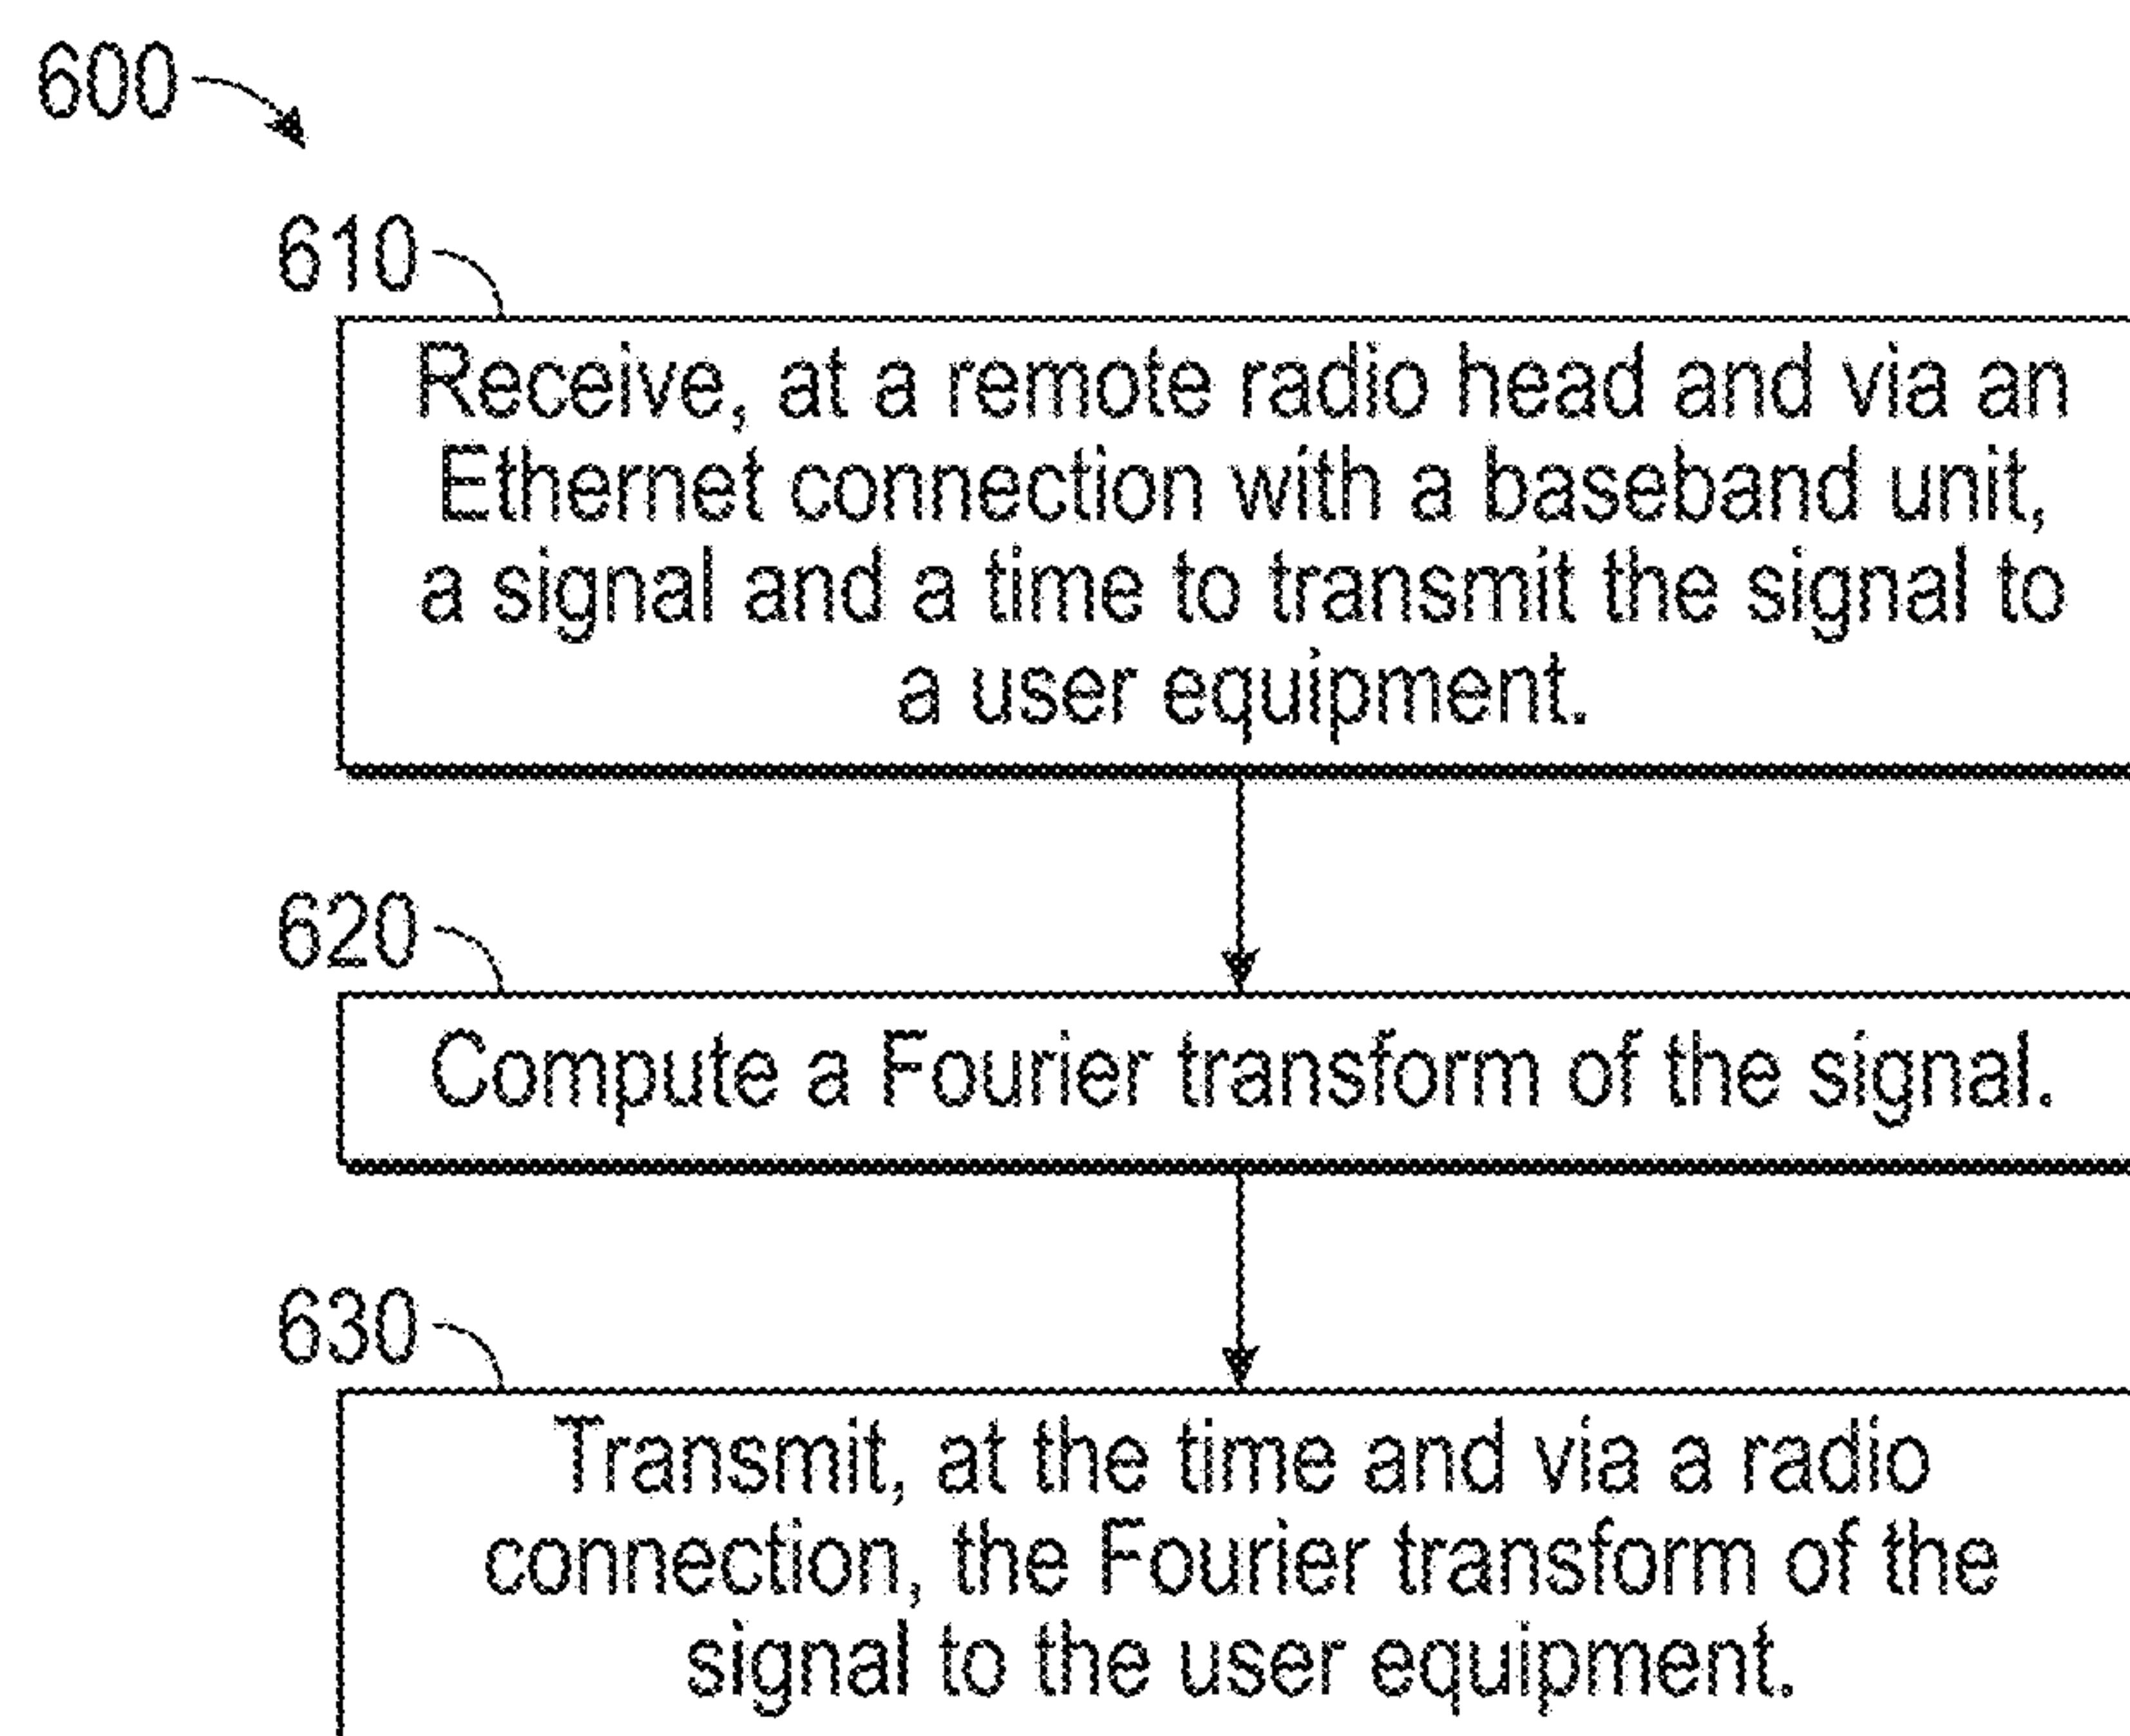 600
610
Receive, at a remote radio head and via an
Ethernet connection with a baseband unit,
a signal and a time to transmit the signal to
a user equipment.
620
Compute a Fourier transform of the signal.
630
Transmit, at the time and via a radio
connection, the Fourier transform of the
signal to the user equipment.